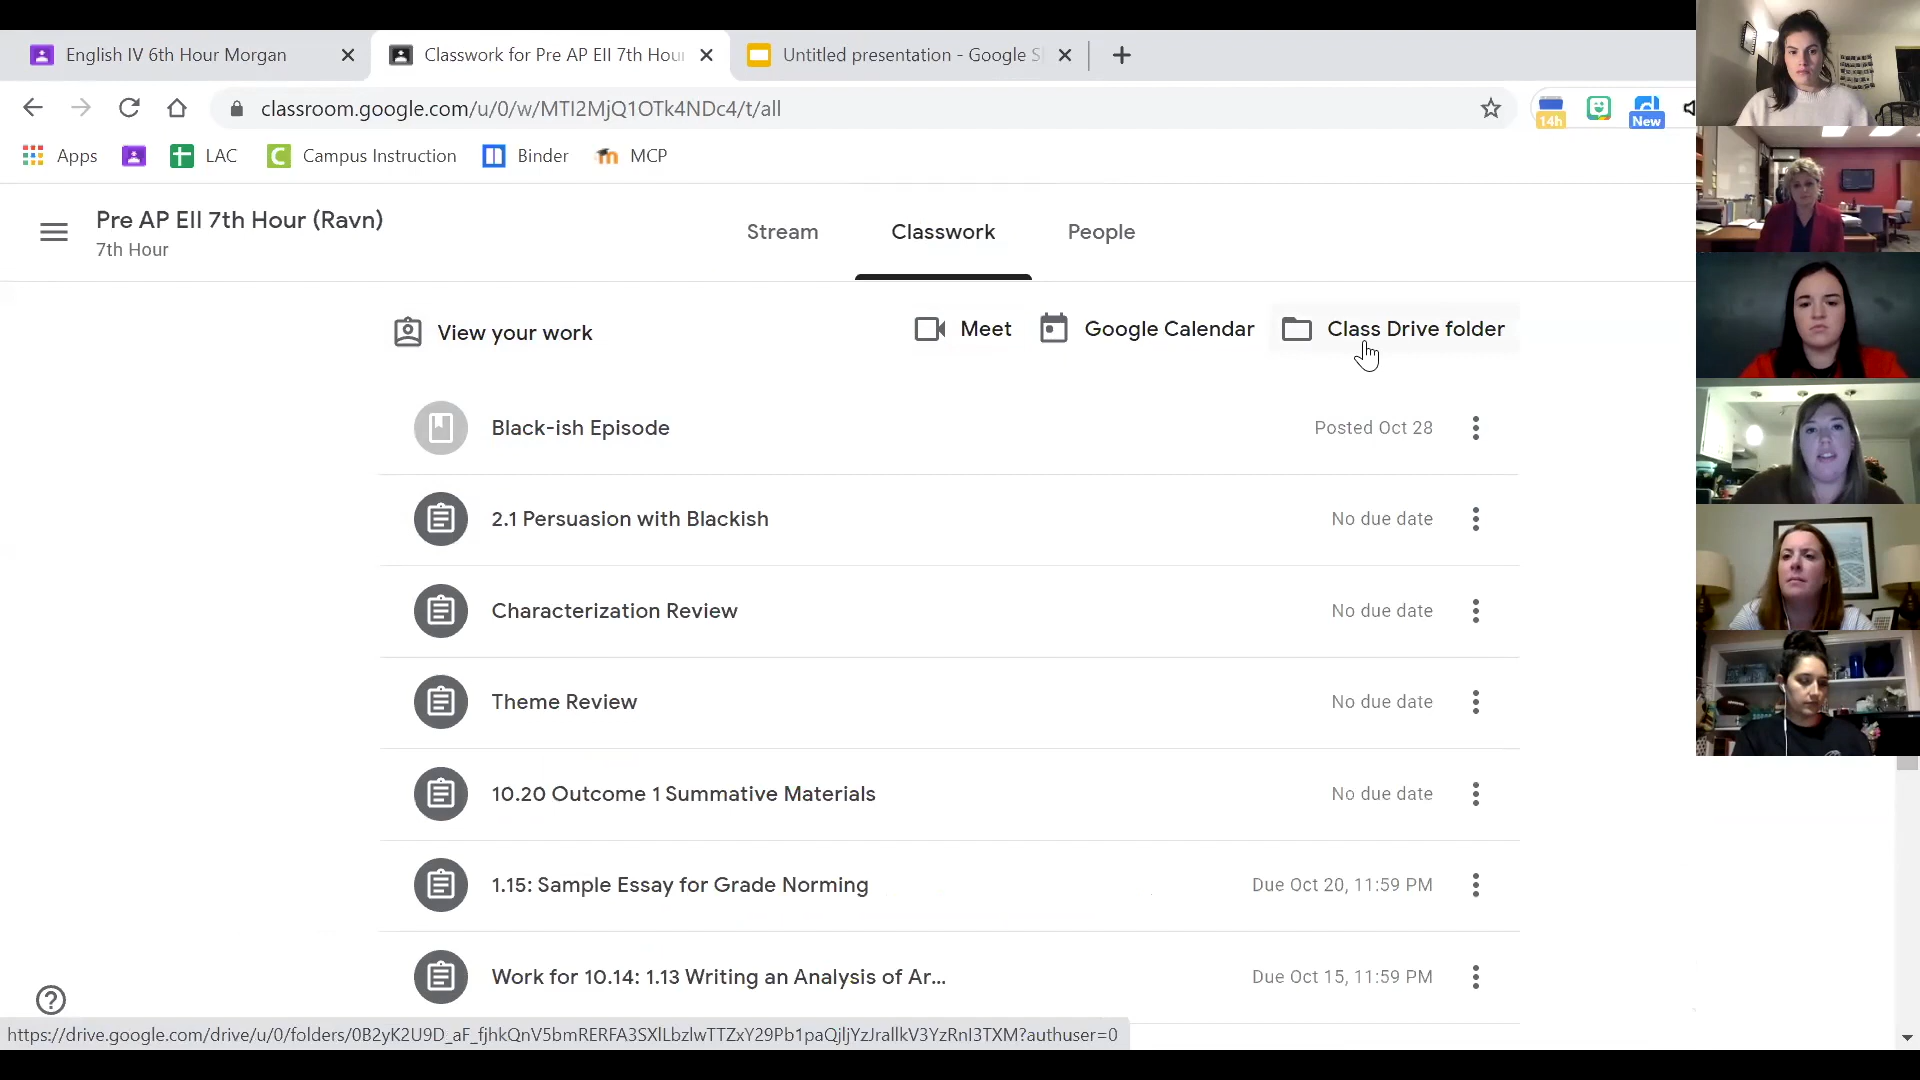 English IV 6th Hour Morgan
Classwork for Pre AP EII 7th Hour
Untitled presentation - Google S
classroom.google.com/u/0/w/MTI2MjQ1OTk4NDc4/t/all
14h
New
Apps
LAC
Campus Instruction
Binder
MCP
Pre AP EII 7th Hour (Ravn)
7th Hour
Stream
Classwork
People
View your work
Meet
Google Calendar
Class Drive folder
Black-ish Episode
Posted Oct 28
2.1 Persuasion with Blackish
No due date
Characterization Review
No due date
Theme Review
No due date
10.20 Outcome 1 Summative Materials
No due date
1.15: Sample Essay for Grade Norming
Due Oct 20, 11:59 PM
Work for 10.14: 1.13 Writing an Analysis of Ar...
Due Oct 15, 11:59 PM
https://drive.google.com/drive/u/0/folders/0B2yK2U9D_aF_fjhkQnV5bmRERFA3SXlLbzlwTTZxY29Pb1paQjljYzJrallkV3YzRnI3TXM?authuser=0